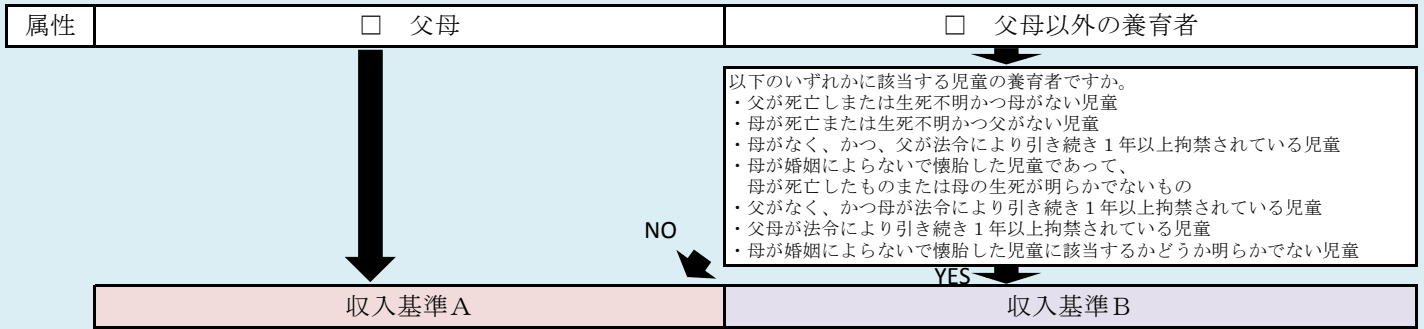 属性 □ 父母 □ 父母以外の養育者
以下のいずれかに該当する児童の養育者ですか。
・父が死亡しまたは生死不明かつ母がない児童
・母が死亡または生死不明かつ父がない児童
・母がなく、かつ、父が法令により引き続き１年以上拘禁されている児童
・母が婚姻によらないで懐胎した児童であって、
母が死亡したものまたは母の生死が明らかでないもの
・父がなく、かつ母が法令により引き続き１年以上拘禁されている児童
・父母が法令により引き続き１年以上拘禁されている児童
・母が婚姻によらないで懐胎した児童に該当するかどうか明らかでない児童
NO
YES
収入基準Ａ 収入基準Ｂ